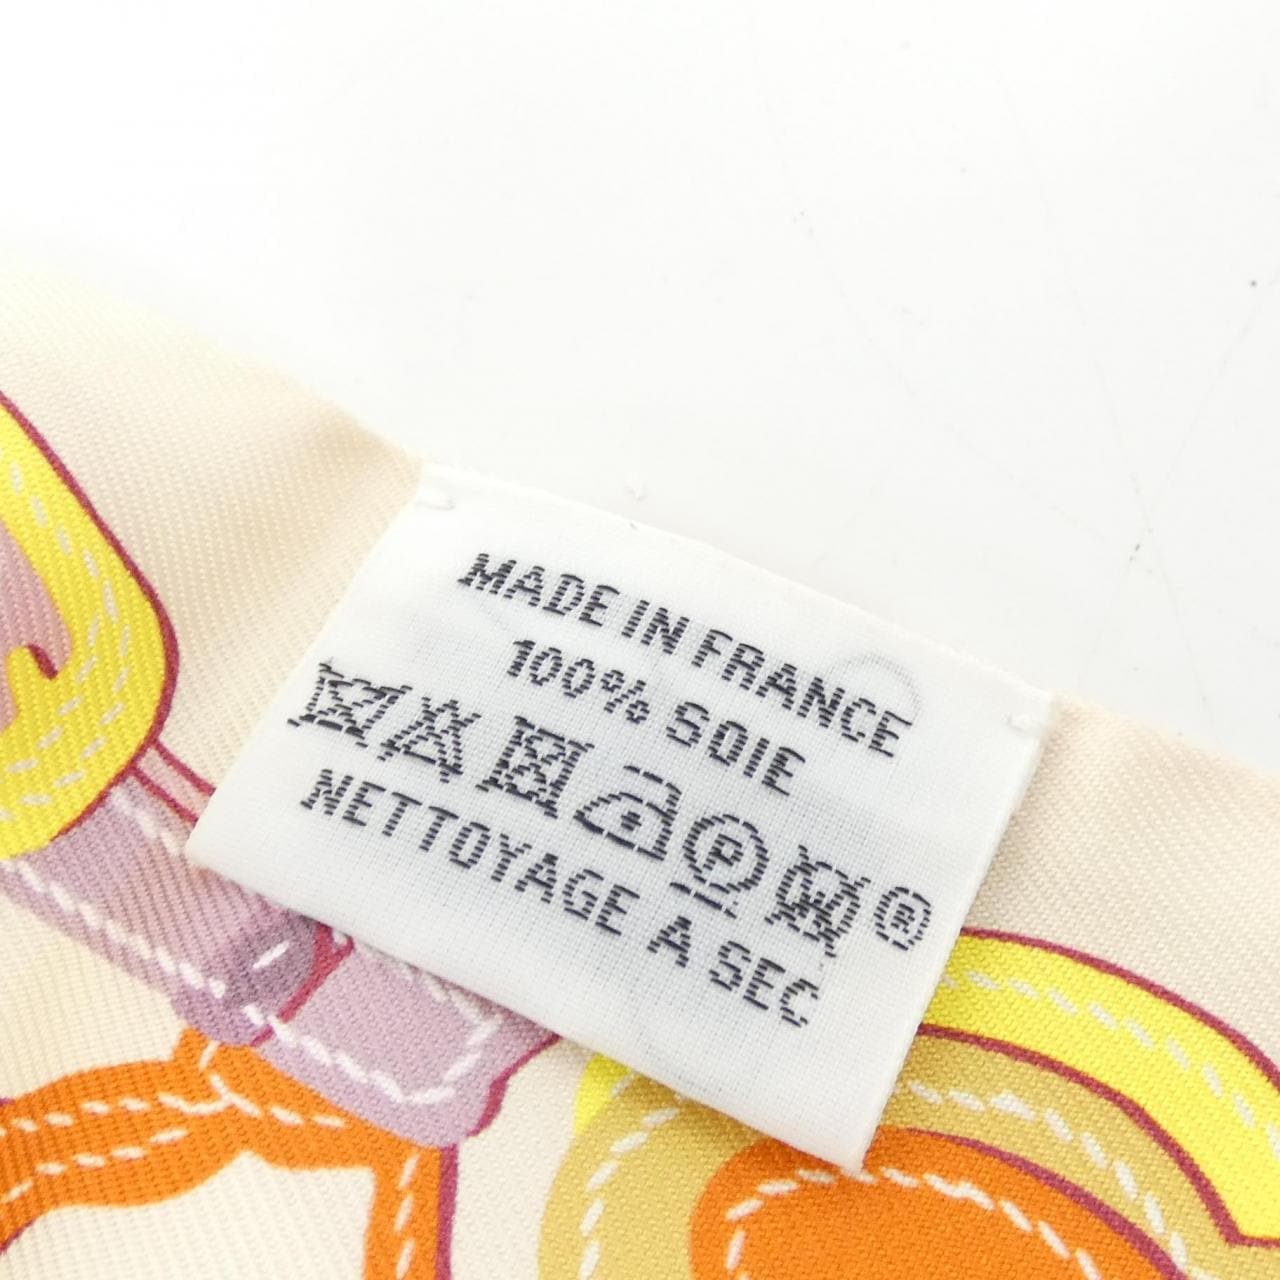 MADE IN FRANCE
100% SOIE
P ®
NETTOYAGE A SEC